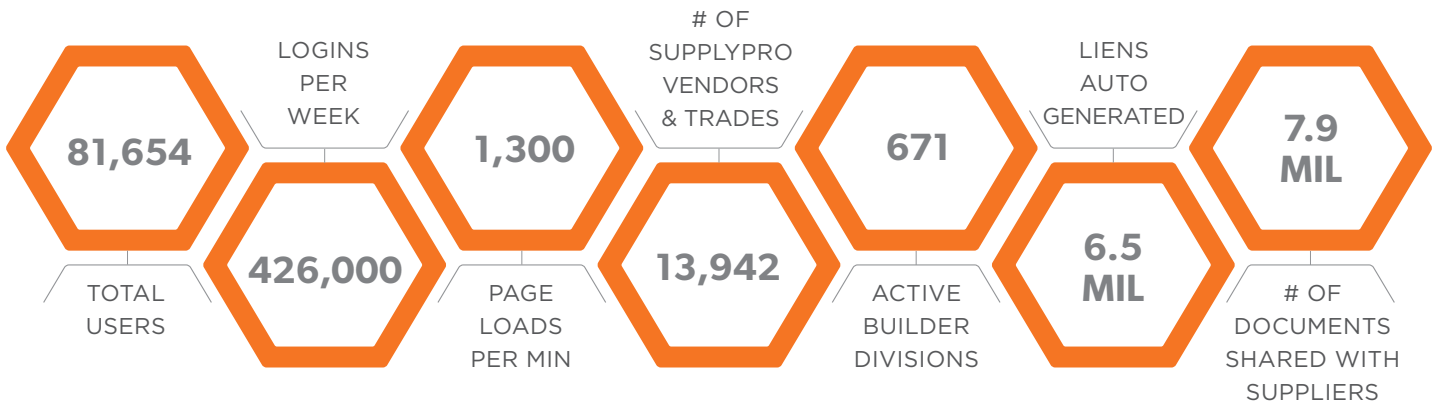 81,654
TOTAL
USERS
LOGINS
PER
WEEK
426,000
1,300
PAGE
LOADS
PER MIN
# OF
SUPPLYPRO
VENDORS
& TRADES
13,942
671
ACTIVE
BUILDER
DIVISIONS
LIENS
AUTO
GENERATED
6.5
MIL
7.9
MIL
# OF
DOCUMENTS
SHARED WITH
SUPPLIERS